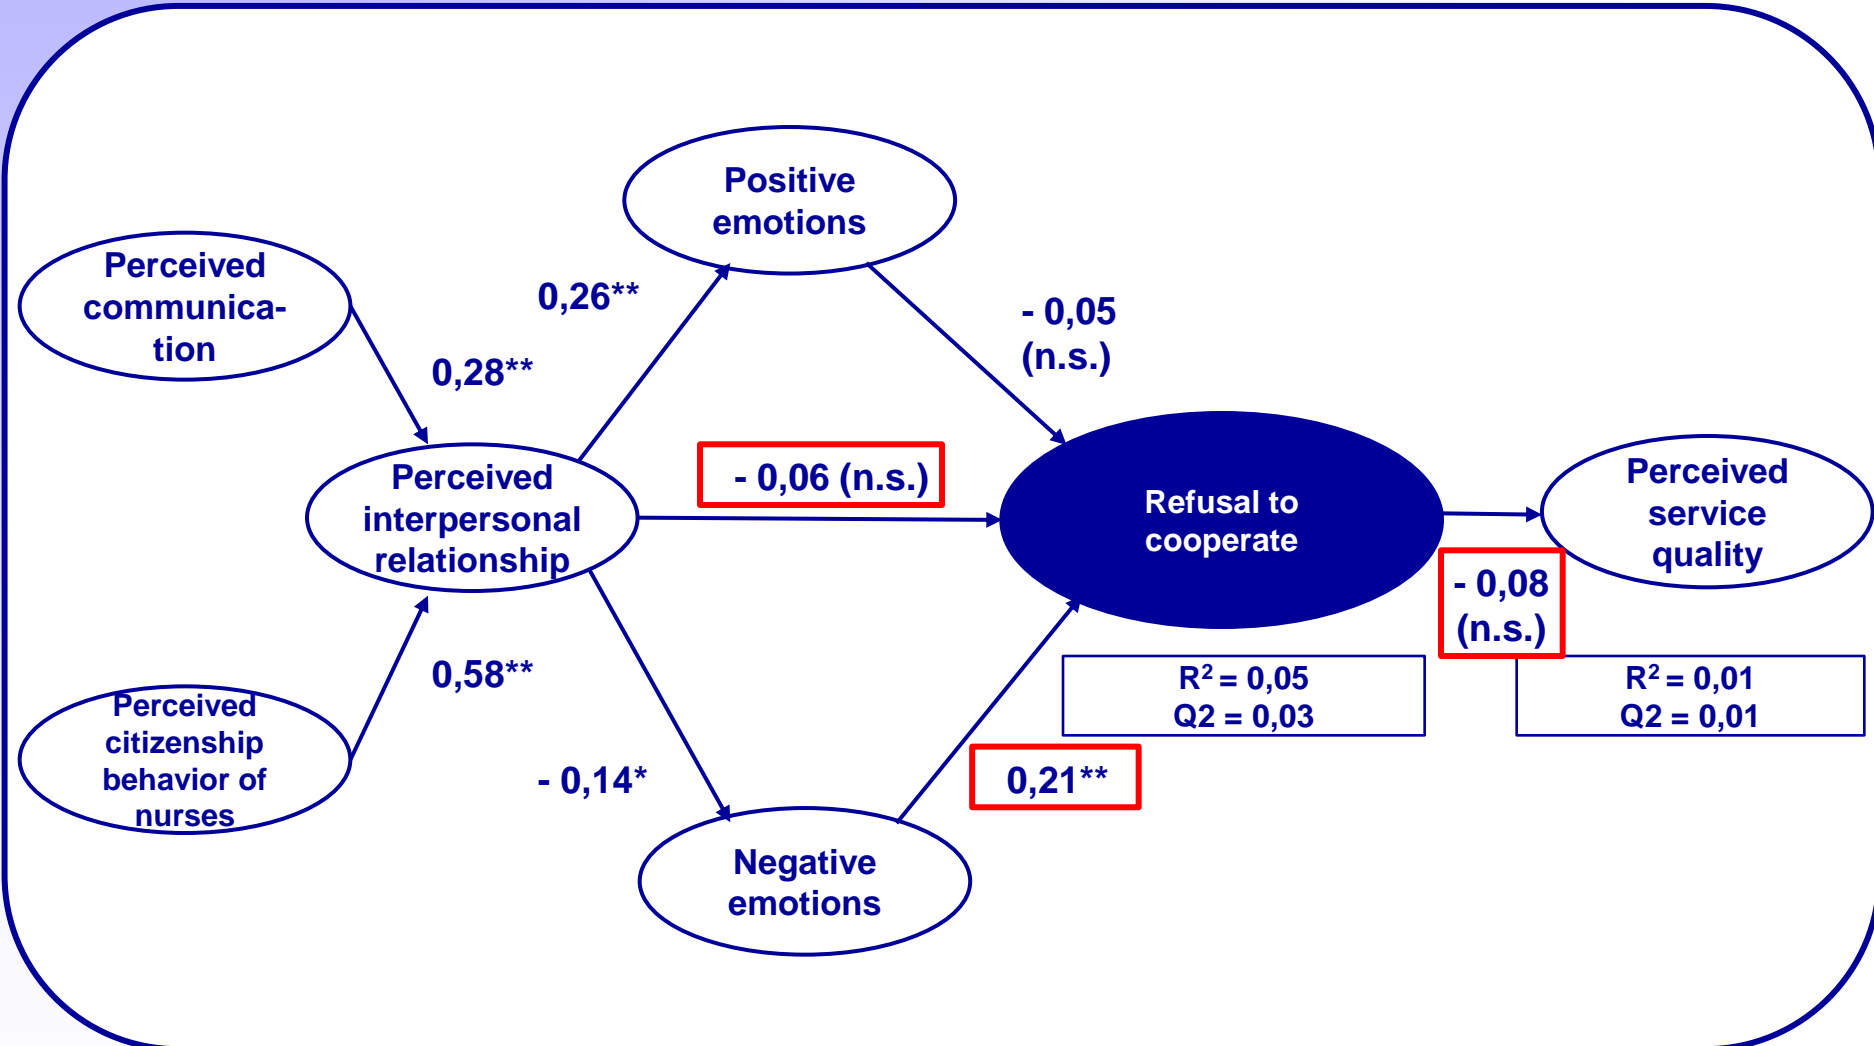 Positive
emotions
Perceived
communica-
tion
0,26**
- 0,05
(n.s.)
0,28**
Perceived
interpersonal
relationship
- 0,06 (n.s.)
Refusal to
cooperate
Perceived
service
quality
- 0,08
(n.s.)
0,58**
R² = 0,05
Q2 = 0,03
R² = 0,01
Q2 = 0,01
Perceived
citizenship
behavior of
nurses
- 0,14*
0,21**
Negative
emotions